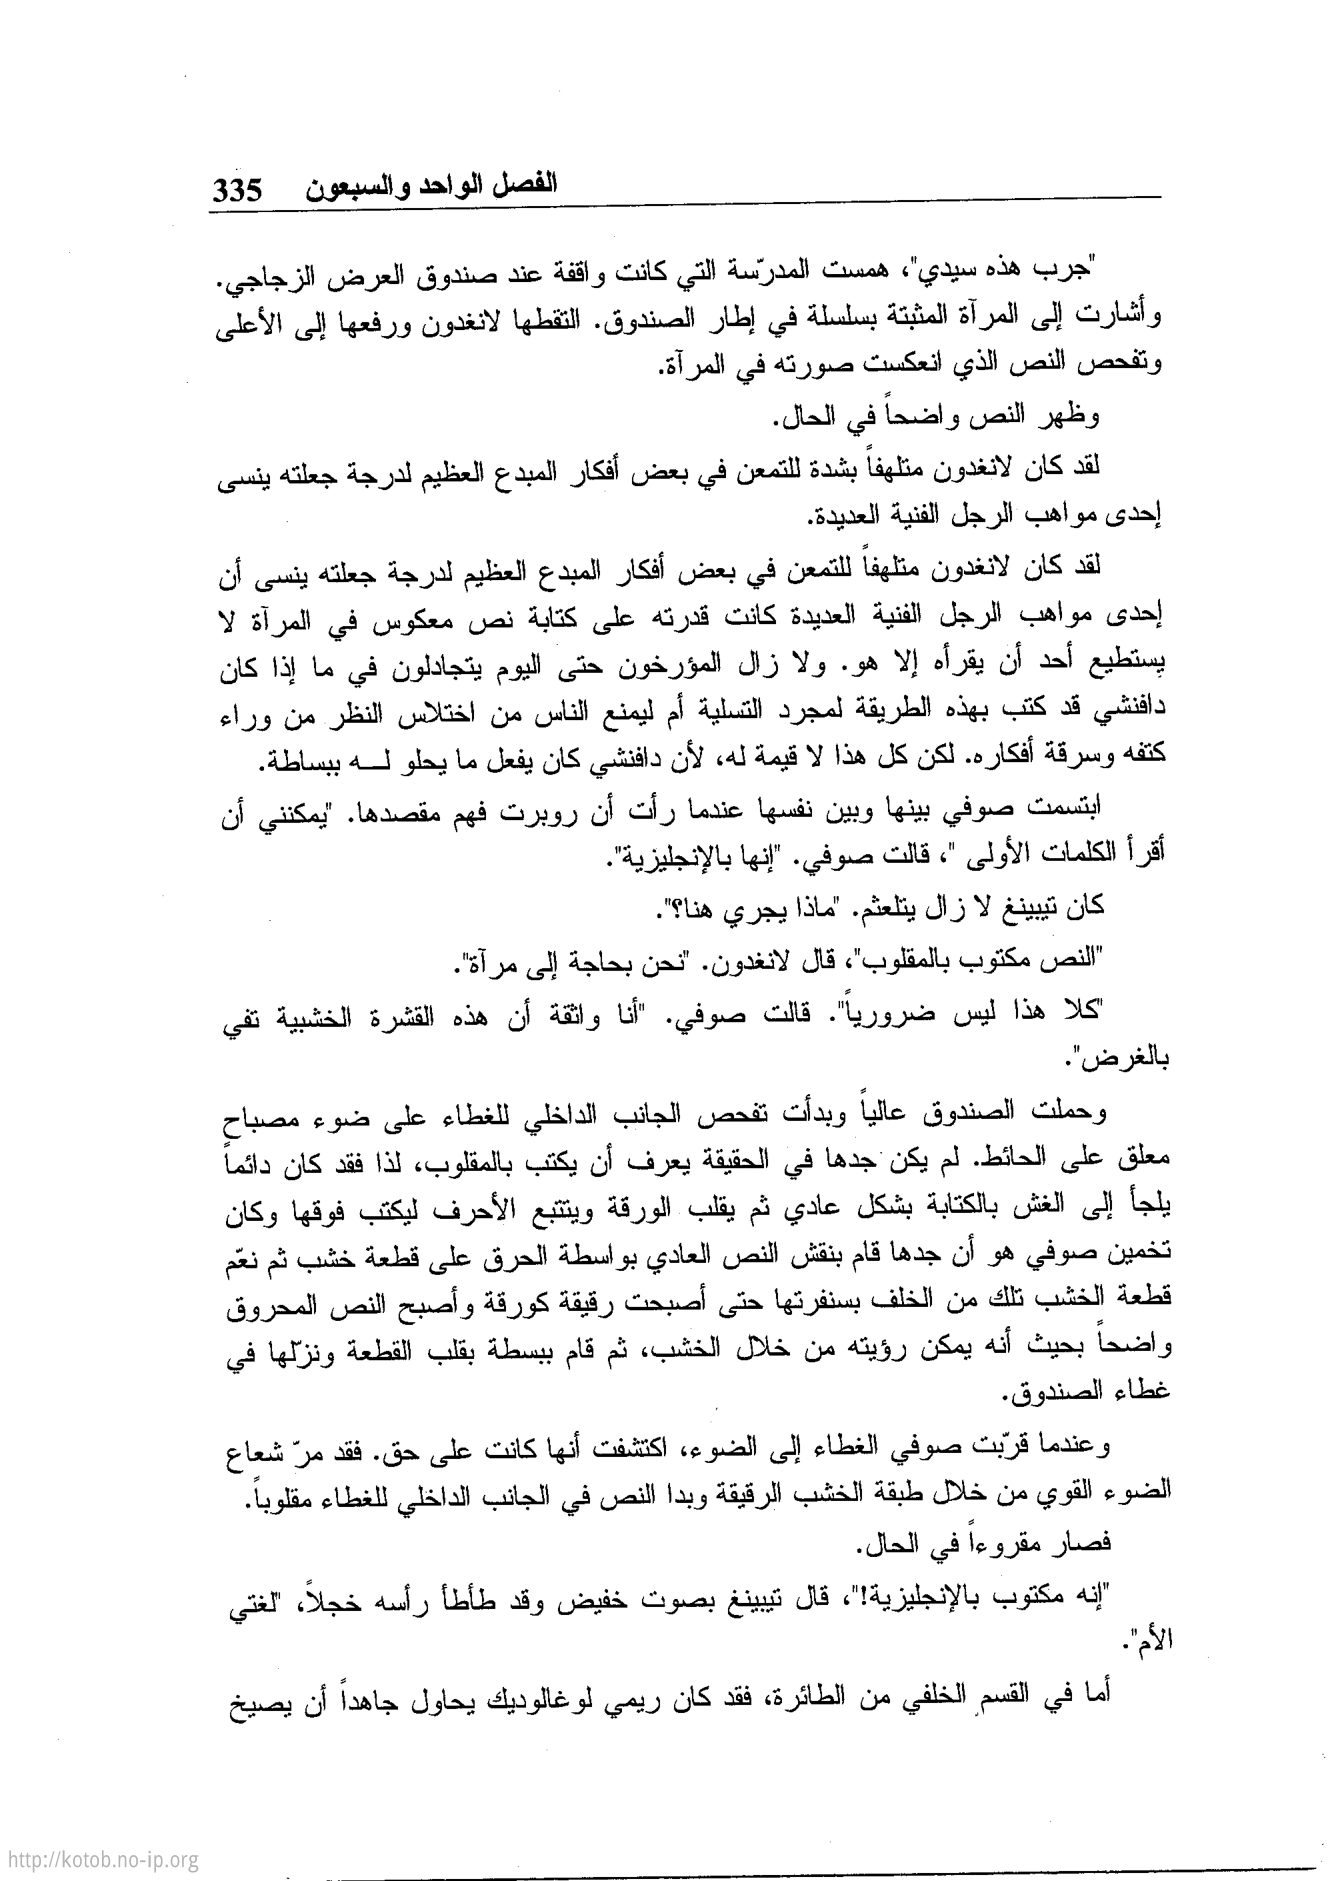 الفصل الواحد والسبعون 335
"جرب هذه سيدي"، همست المدرّسة التي كانت واقفة عند صندوق العرض الزجاجي.
وأشارت إلى المرآة المثبتة بسلسلة في إطار الصندوق. التقطها لانغدون ورفعها إلى الأعلى
وتفحص النص الذي انعكست صورته في المرآة.
وظهر النص واضحاً في الحال.
لقد كان لانغدون متلهفاً بشدة للتمعن في بعض أفكار المبدع العظيم لدرجة جعلته ينسى
إحدى مواهب الرجل الفنية العديدة.
لقد كان لانغدون متلهفاً للتمعن في بعض أفكار المبدع العظيم لدرجة جعلته ينسى أن
إحدى مواهب الرجل الفنية العديدة كانت قدرته على كتابة نص معكوس في المرآة لا
يستطيع أحد أن يقرأه إلا هو. ولا زال المؤرخون حتى اليوم يتجادلون في ما إذا كان
دافنشي قد كتب بهذه الطريقة لمجرد التسلية أم ليمنع الناس من اختلاس النظر من وراء
كتفه وسرقة أفكاره. لكن كل هذا لا قيمة له، لأن دافنشي كان يفعل ما يحلو لـــه ببساطة.
ابتسمت صوفي بينها وبين نفسها عندما رأت أن روبرت فهم مقصدها. "يمكنني أن
أقرأ الكلمات الأولى "، قالت صوفي. "إنها بالإنجليزية".
كان تيبينغ لا زال يتلعثم. "ماذا يجري هنا؟".
"النص مكتوب بالمقلوب"، قال لانغدون. "نحن بحاجة إلى مرآة".
"كلا هذا ليس ضرورياً". قالت صوفي. "أنا واثقة أن هذه القشرة الخشبية تفي
بالغرض".
وحملت الصندوق عالياً وبدأت تفحص الجانب الداخلي للغطاء على ضوء مصباح
معلق على الحائط. لم يكن جدها في الحقيقة يعرف أن يكتب بالمقلوب، لذا فقد كان دائماً
يلجأ إلى الغش بالكتابة بشكل عادي ثم يقلب الورقة ويتتبع الأحرف ليكتب فوقها وكان
تخمين صوفي هو أن جدها قام بنقش النص العادي بواسطة الحرق على قطعة خشب ثم نعّم
قطعة الخشب تلك من الخلف بسنفرتها حتى أصبحت رقيقة كورقة وأصبح النص المحروق
واضحاً بحيث أنه يمكن رؤيته من خلال الخشب، ثم قام ببسطة بقلب القطعة ونزّلها في
غطاء الصندوق.
وعندما قرّبت صوفي الغطاء إلى الضوء، اكتشفت أنها كانت على حق. فقد مرّ شعاع
الضوء القوي من خلال طبقة الخشب الرقيقة وبدا النص في الجانب الداخلي للغطاء مقلوباً.
فصار مقروءاً في الحال.
"إنه مكتوب بالإنجليزية!"، قال تيبينغ بصوت خفيض وقد طأطأ رأسه خجلاً، "لغتي
الأم".
أما في القسم الخلفي من الطائرة، فقد كان ريمي لوغالوديك يحاول جاهداً أن يصيخ
http://kotob.no-ip.org